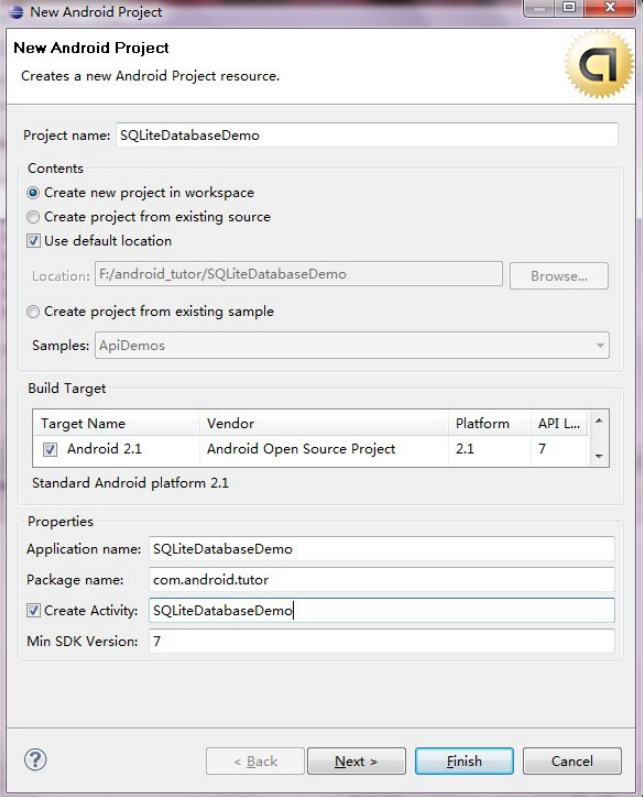 New Android Project
New Android Project
Creates a new Android Project resource.
Project name: SQLiteDatabaseDemo
Contents
Create new project in workspace
Create project from existing source
Use default location
Location: F:/android_tutor/SQLiteDatabaseDemo Browse...
Create project from existing sample
Samples: ApiDemos
Build Target
Target Name Vendor Platform API L...
Android 2.1 Android Open Source Project 2.1 7
Standard Android platform 2.1
Properties
Application name: SQLiteDatabaseDemo
Package name: com.android.tutor
Create Activity: SQLiteDatabaseDemo
Min SDK Version: 7
? < Back Next > Finish Cancel